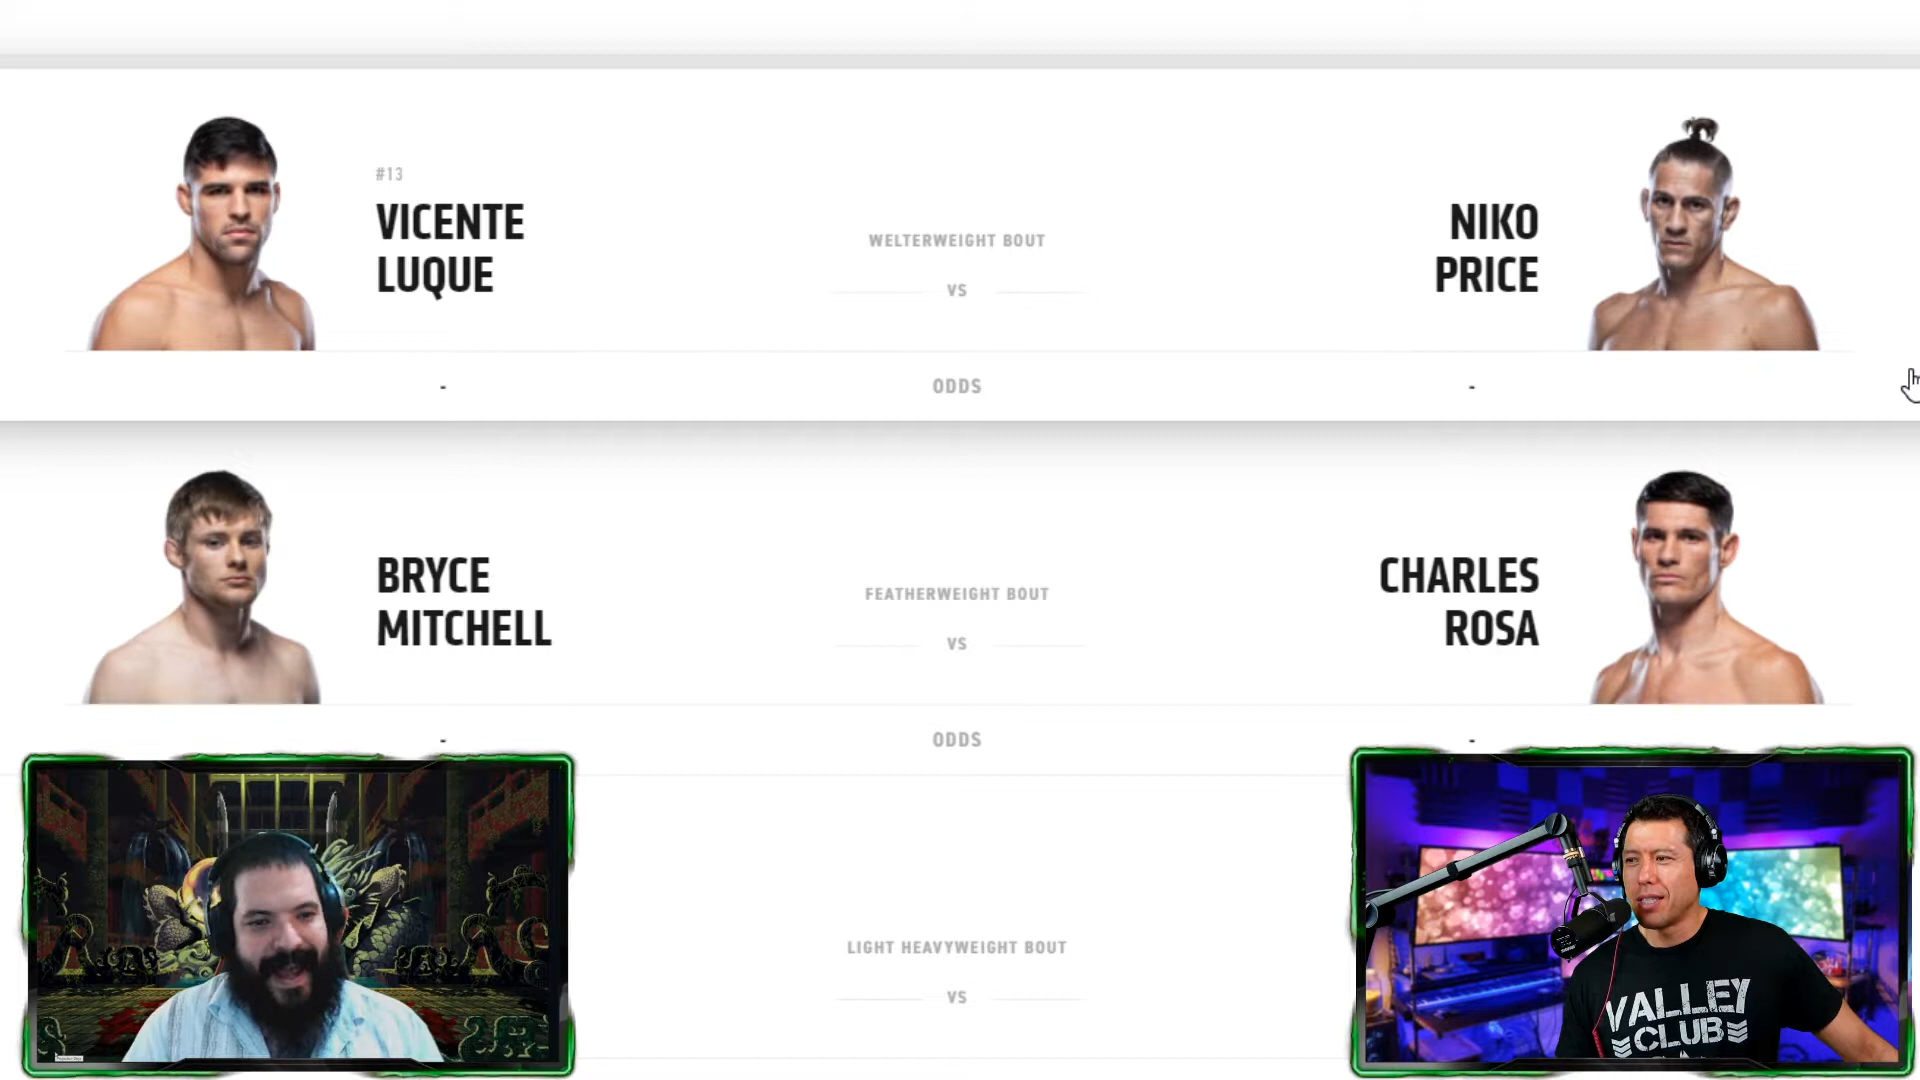 #13
VICENTE
LUQUE
WELTERWEIGHT BOUT
VS
NIKO
PRICE
-
ODDS
-
BRYCE
MITCHELL
FEATHERWEIGHT BOUT
VS
CHARLES
ROSA
-
ODDS
-
LIGHT HEAVYWEIGHT BOUT
VS
VALLEY
CLUB